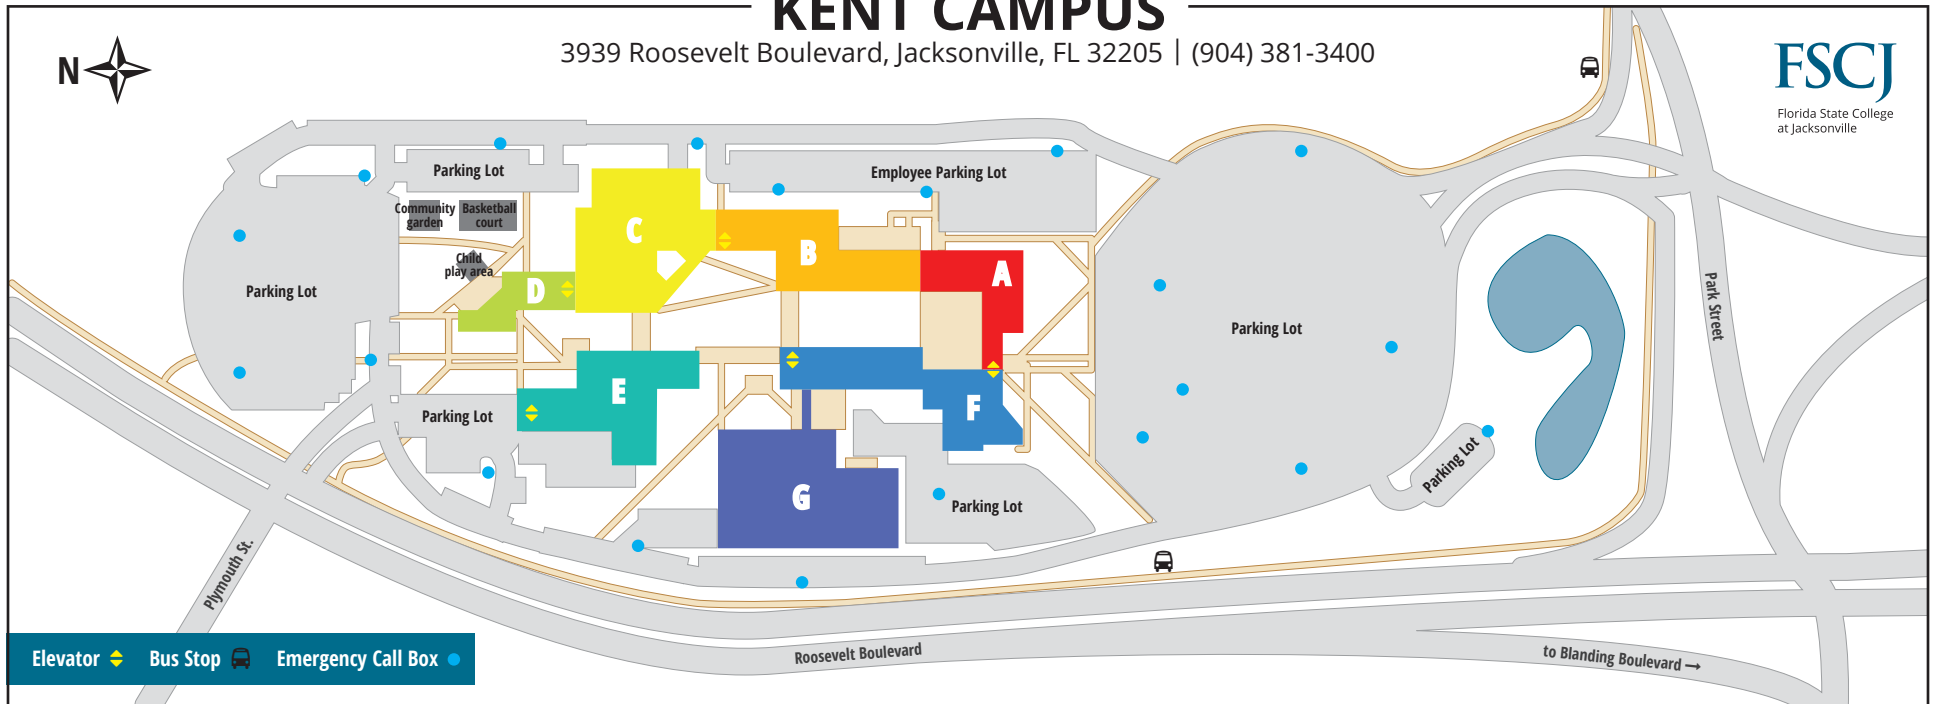 KENT CAMPUS
3939 Roosevelt Boulevard, Jacksonville, FL 32205 | (904) 381-3400
N
FSCJ
Florida State College
at Jacksonville
Parking Lot
Employee Parking Lot
Community
garden
Basketball
court
Child
play area
C
B
A
D
Parking Lot
Parking Lot
Park Street
E
F
Parking Lot
Parking Lot
G
Parking Lot
Plymouth St.
Roosevelt Boulevard
to Blanding Boulevard →
Elevator
Bus Stop
Emergency Call Box